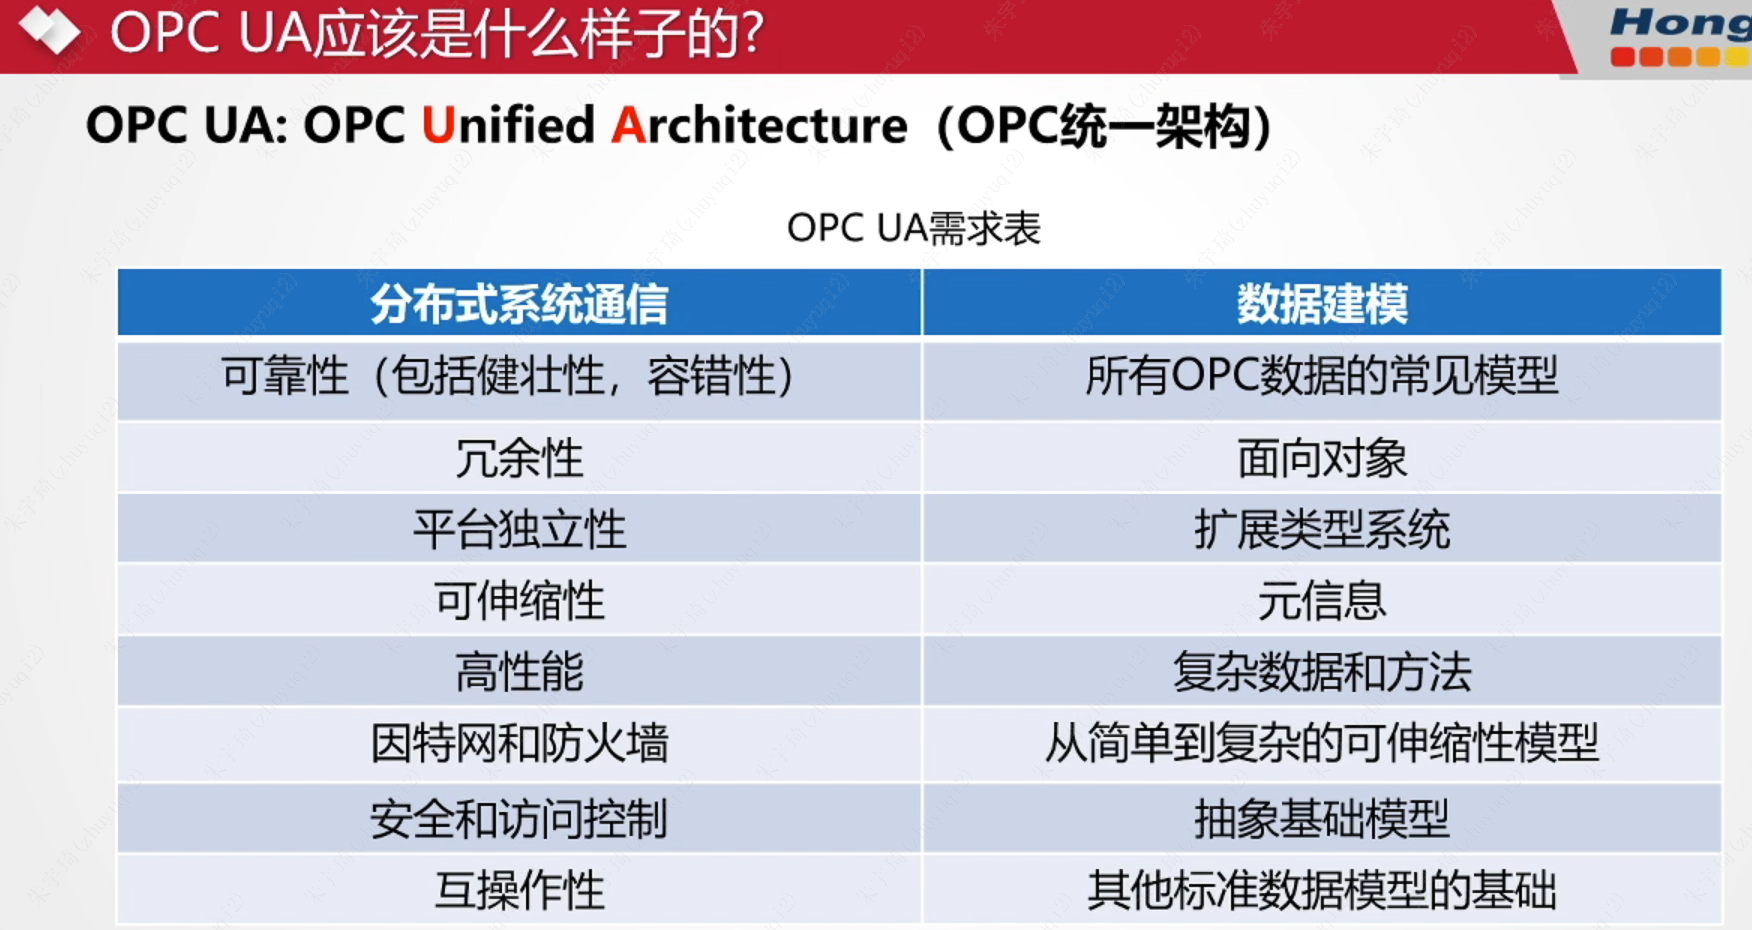 OPC UA应该是什么样子的?
Hong
OPC UA: OPC Unified Architecture（OPC统一架构）
OPC UA需求表
分布式系统通信 数据建模
可靠性（包括健壮性，容错性） 所有OPC数据的常见模型
冗余性 面向对象
平台独立性 扩展类型系统
可伸缩性 元信息
高性能 复杂数据和方法
因特网和防火墙 从简单到复杂的可伸缩性模型
安全和访问控制 抽象基础模型
互操作性 其他标准数据模型的基础